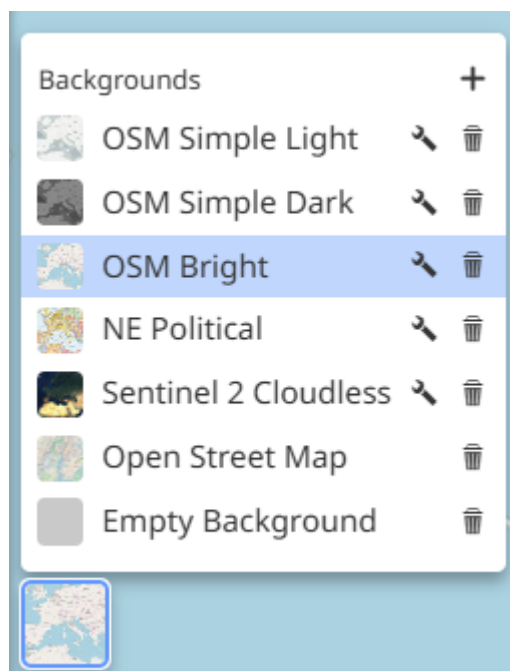 Backgrounds
OSM Simple Light
OSM Simple Dark
OSM Bright
NE Political
Sentinel 2 Cloudless
Open Street Map
Empty Background